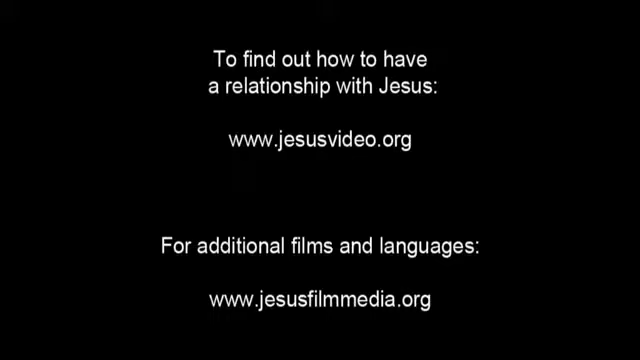 To find out how to have
a relationship with Jesus:
www.jesusvideo.org
For additional films and languages:
www.jesusfilmmedia.org